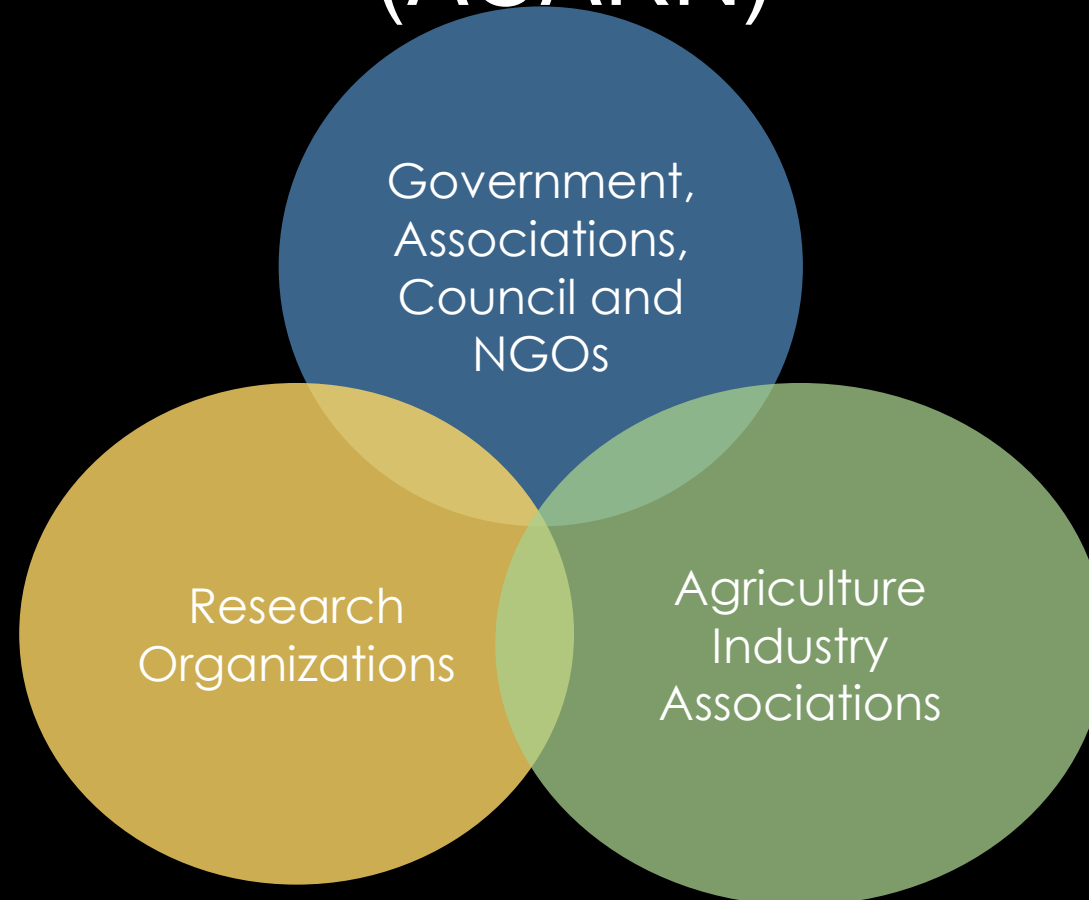 Government,
Associations,
Council and
NGOs
Research
Organizations
Agriculture
Industry
Associations